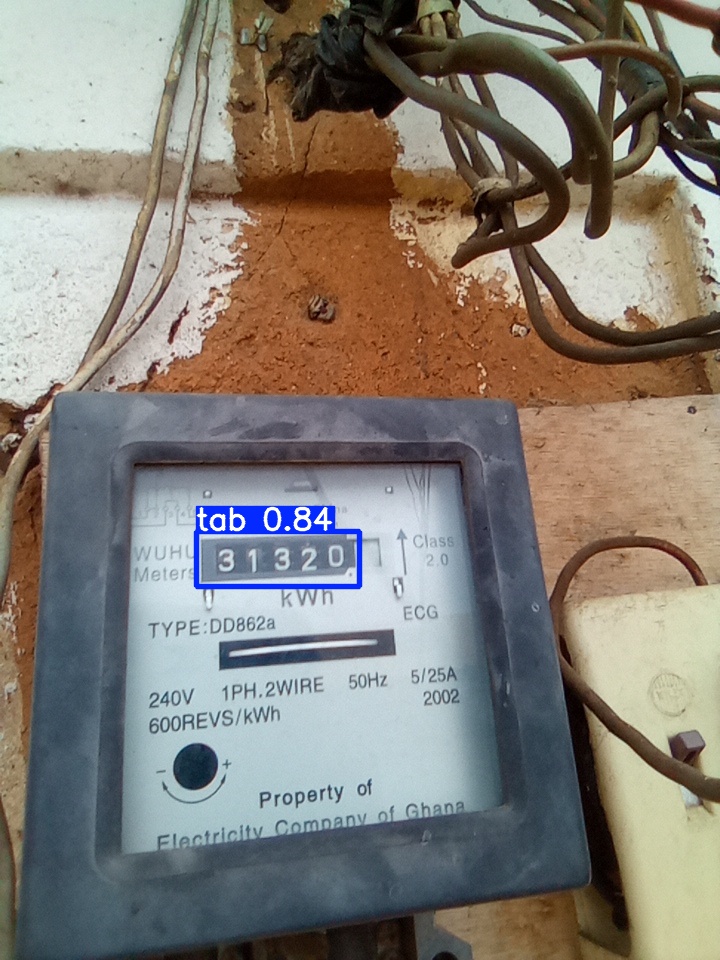 tab 0.84
WUHU
Meters
31320
Class
2.0
kWh
ECG
TYPE:DD862a
240V 1PH.2WIRE 50Hz 5/25A
600REVS/kWh 2002
- +
Property of
Electricity Company of Ghana